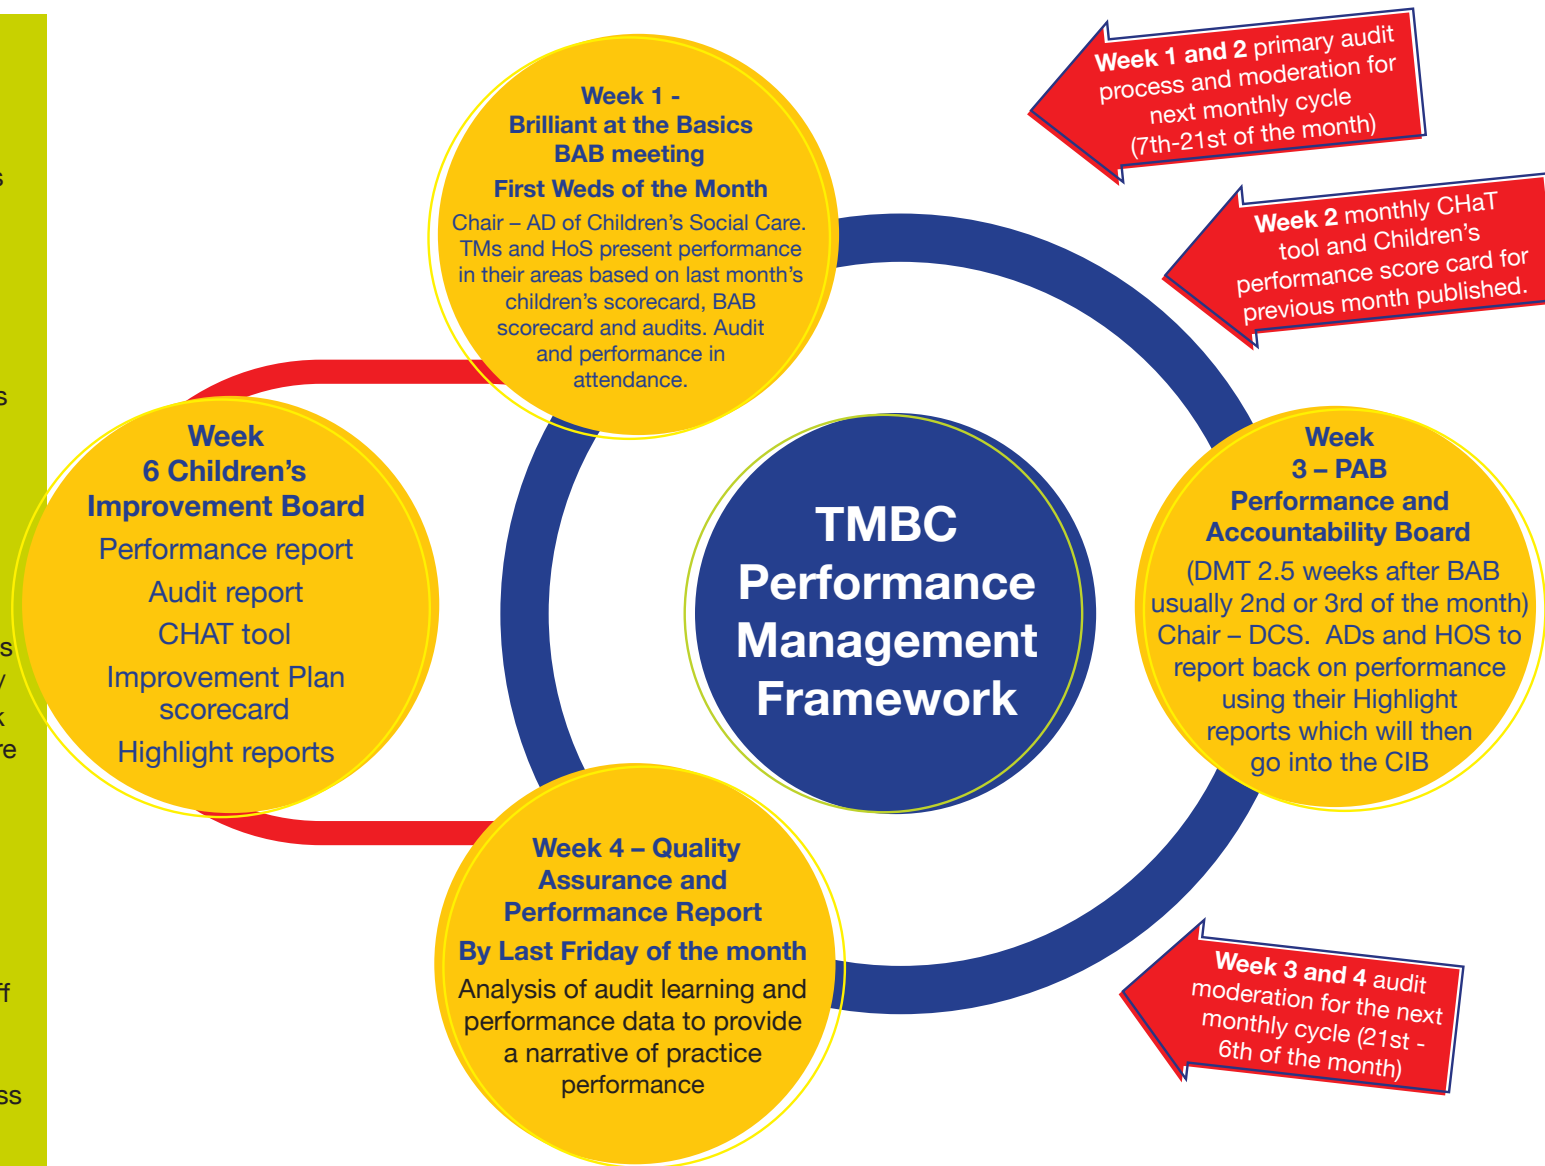 Week 1 -
Brilliant at the Basics
BAB meeting
First Weds of the Month
Chair – AD of Children's Social Care.
TMs and HoS present performance
in their areas based on last month's
children's scorecard, BAB
scorecard and audits. Audit
and performance in
attendance.
Week 1 and 2 primary audit
process and moderation for
next monthly cycle
(7th-21st of the month)
Week 2 monthly CHaT
tool and Children's
performance score card for
previous month published.
Week
3 – PAB
Performance and
Accountability Board
(DMT 2.5 weeks after BAB
usually 2nd or 3rd of the month)
Chair – DCS.  ADs and HOS to
report back on performance
using their Highlight
reports which will then
go into the CIB
Week 3 and 4 audit
moderation for the next
monthly cycle (21st -
6th of the month)
Week 4 – Quality
Assurance and
Performance Report
By Last Friday of the month
Analysis of audit learning and
performance data to provide
a narrative of practice
performance
Week
6 Children's
Improvement Board
Performance report
Audit report
CHAT tool
Improvement Plan
scorecard
Highlight reports
TMBC
Performance
Management
Framework